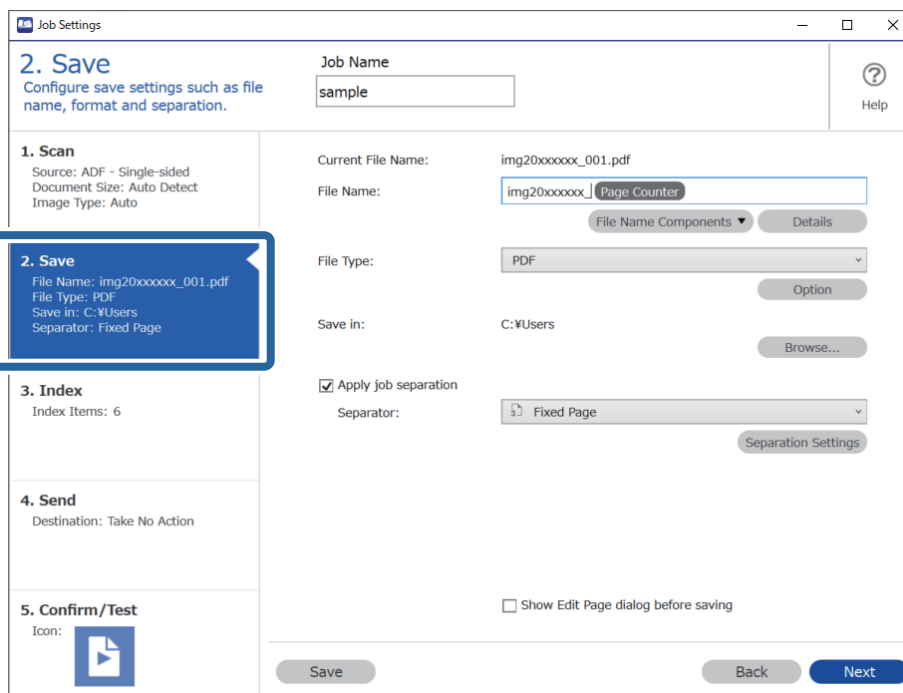 Job Settings
2. Save
Configure save settings such as file
name, format and separation.
Job Name
sample
Help
1. Scan
Source: ADF - Single-sided
Document Size: Auto Detect
Image Type: Auto
2. Save
File Name: img20xxxxxx_001.pdf
File Type: PDF
Save in: C:¥Users
Separator: Fixed Page
3. Index
Index Items: 6
4. Send
Destination: Take No Action
5. Confirm/Test
Icon:
Current File Name: img20xxxxxx_001.pdf
File Name: img20xxxxxx_ Page Counter
File Name Components ▼ Details
File Type: PDF
Option
Save in: C:¥Users
Browse...
Apply job separation
Separator: Fixed Page
Separation Settings
Show Edit Page dialog before saving
Save Back Next